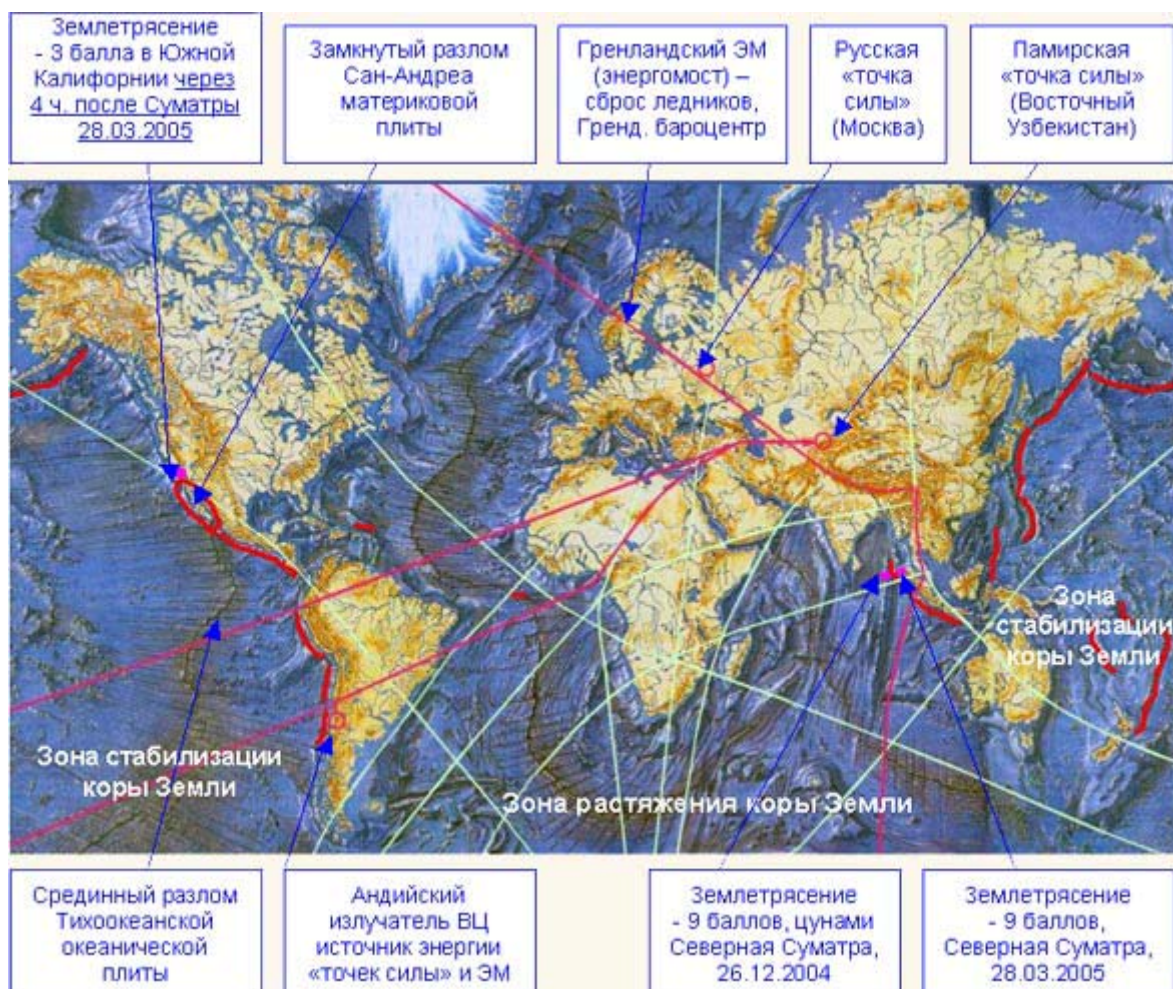 Землетрясение
- 3 балла в Южной
Калифорнии через
4 ч. после Суматры
28.03.2005
Замкнутый разлом
Сан-Андреа
материковой
плиты
Гренландский ЭМ
(энергомост) –
сброс ледников,
Гренд. бароцентр
Русская
«точка
силы»
(Москва)
Памирская
«точка силы»
(Восточный
Узбекистан)
Зона
стабилизации
коры Земли
Зона стабилизации
коры Земли
Зона растяжения коры Земли
Срединный разлом
Тихоокеанской
океанической
плиты
Андийский
излучатель ВЦ
источник энергии
«точек силы» и ЭМ
Землетрясение
- 9 баллов, цунами
Северная Суматра,
26.12.2004
Землетрясение
- 9 баллов,
Северная Суматра,
28.03.2005